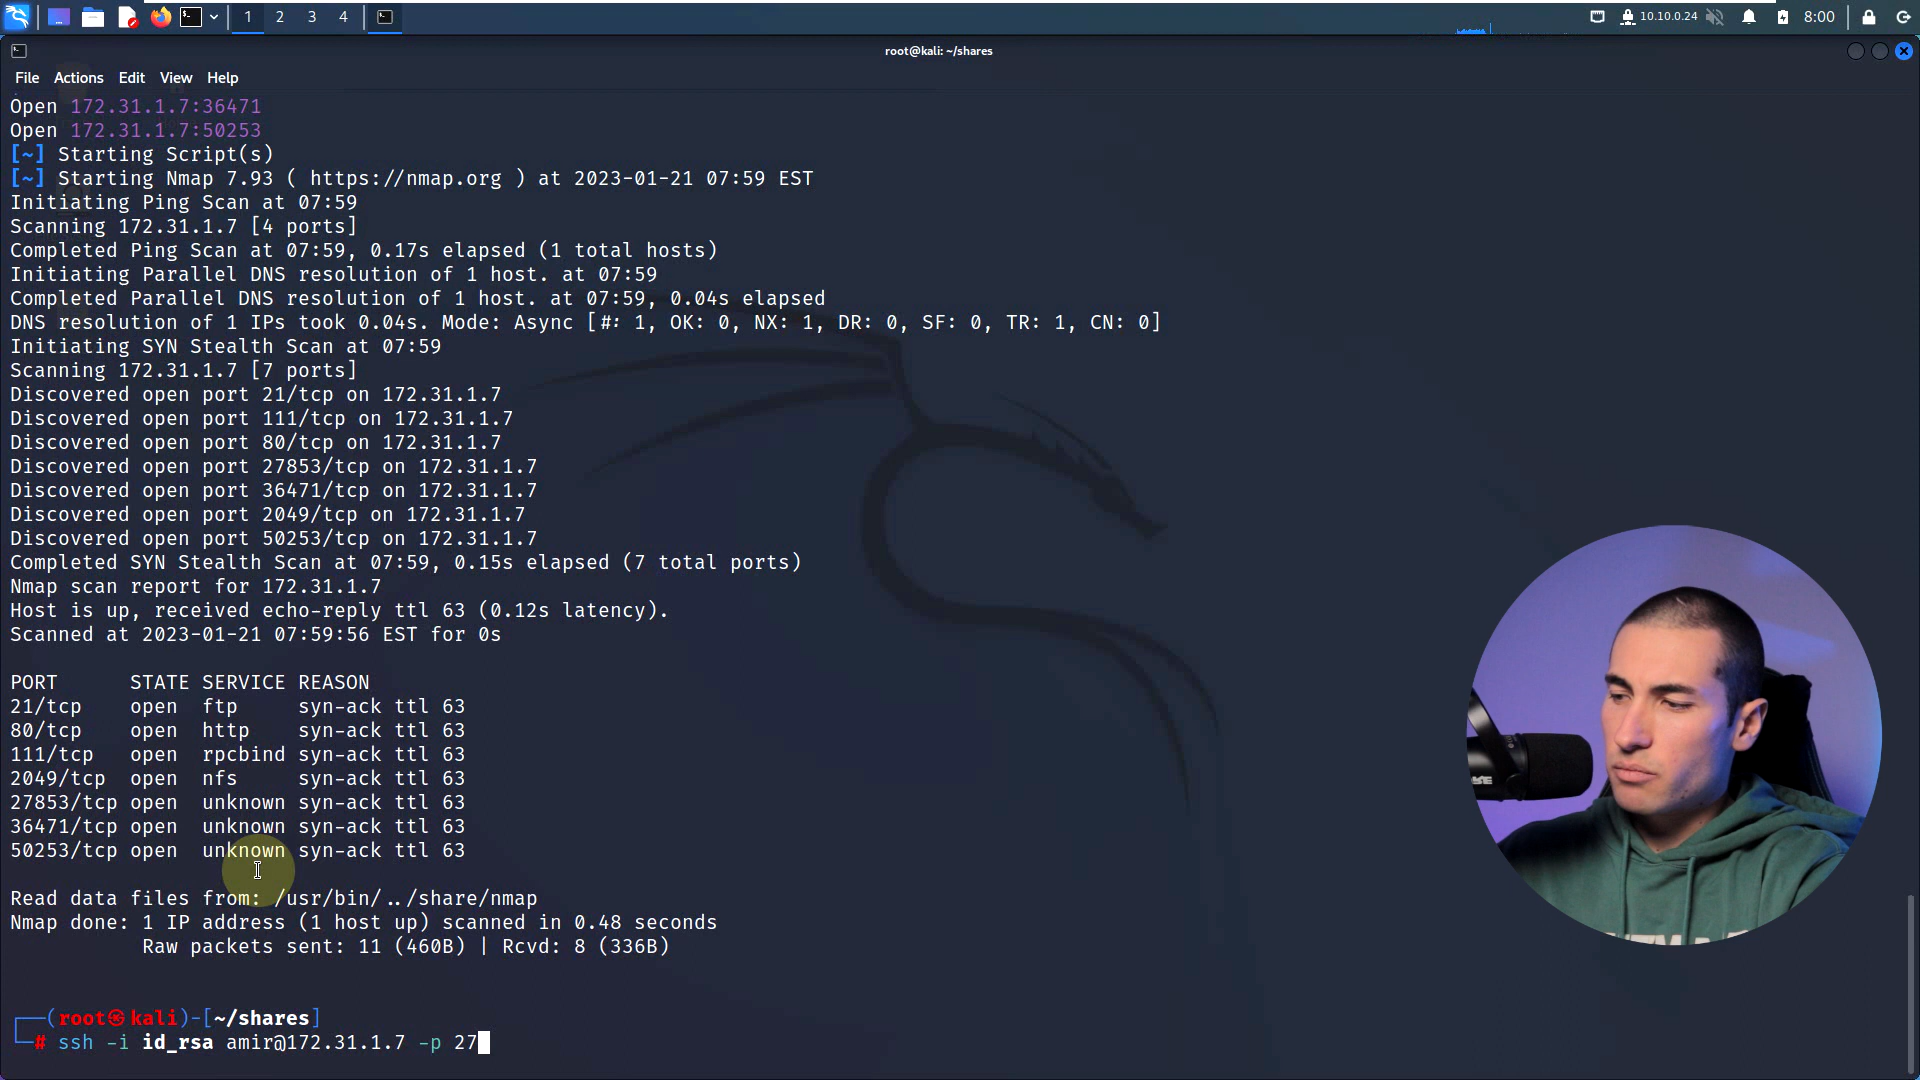 1 2 3 4 10.10.0.24 8:00
root@kali: ~/shares
File Actions Edit View Help
Open 172.31.1.7:36471
Open 172.31.1.7:50253
[~] Starting Script(s)
[~] Starting Nmap 7.93 ( https://nmap.org ) at 2023-01-21 07:59 EST
Initiating Ping Scan at 07:59
Scanning 172.31.1.7 [4 ports]
Completed Ping Scan at 07:59, 0.17s elapsed (1 total hosts)
Initiating Parallel DNS resolution of 1 host. at 07:59
Completed Parallel DNS resolution of 1 host. at 07:59, 0.04s elapsed
DNS resolution of 1 IPs took 0.04s. Mode: Async [#: 1, OK: 0, NX: 1, DR: 0, SF: 0, TR: 1, CN: 0]
Initiating SYN Stealth Scan at 07:59
Scanning 172.31.1.7 [7 ports]
Discovered open port 21/tcp on 172.31.1.7
Discovered open port 111/tcp on 172.31.1.7
Discovered open port 80/tcp on 172.31.1.7
Discovered open port 27853/tcp on 172.31.1.7
Discovered open port 36471/tcp on 172.31.1.7
Discovered open port 2049/tcp on 172.31.1.7
Discovered open port 50253/tcp on 172.31.1.7
Completed SYN Stealth Scan at 07:59, 0.15s elapsed (7 total ports)
Nmap scan report for 172.31.1.7
Host is up, received echo-reply ttl 63 (0.12s latency).
Scanned at 2023-01-21 07:59:56 EST for 0s
PORT STATE SERVICE REASON
21/tcp open ftp syn-ack ttl 63
80/tcp open http syn-ack ttl 63
111/tcp open rpcbind syn-ack ttl 63
2049/tcp open nfs syn-ack ttl 63
27853/tcp open unknown syn-ack ttl 63
36471/tcp open unknown syn-ack ttl 63
50253/tcp open unknown syn-ack ttl 63
Read data files from: /usr/bin/../share/nmap
Nmap done: 1 IP address (1 host up) scanned in 0.48 seconds
Raw packets sent: 11 (460B) | Rcvd: 8 (336B)
(root㉿kali)-[~/shares]
# ssh -i id_rsa amir@172.31.1.7 -p 27